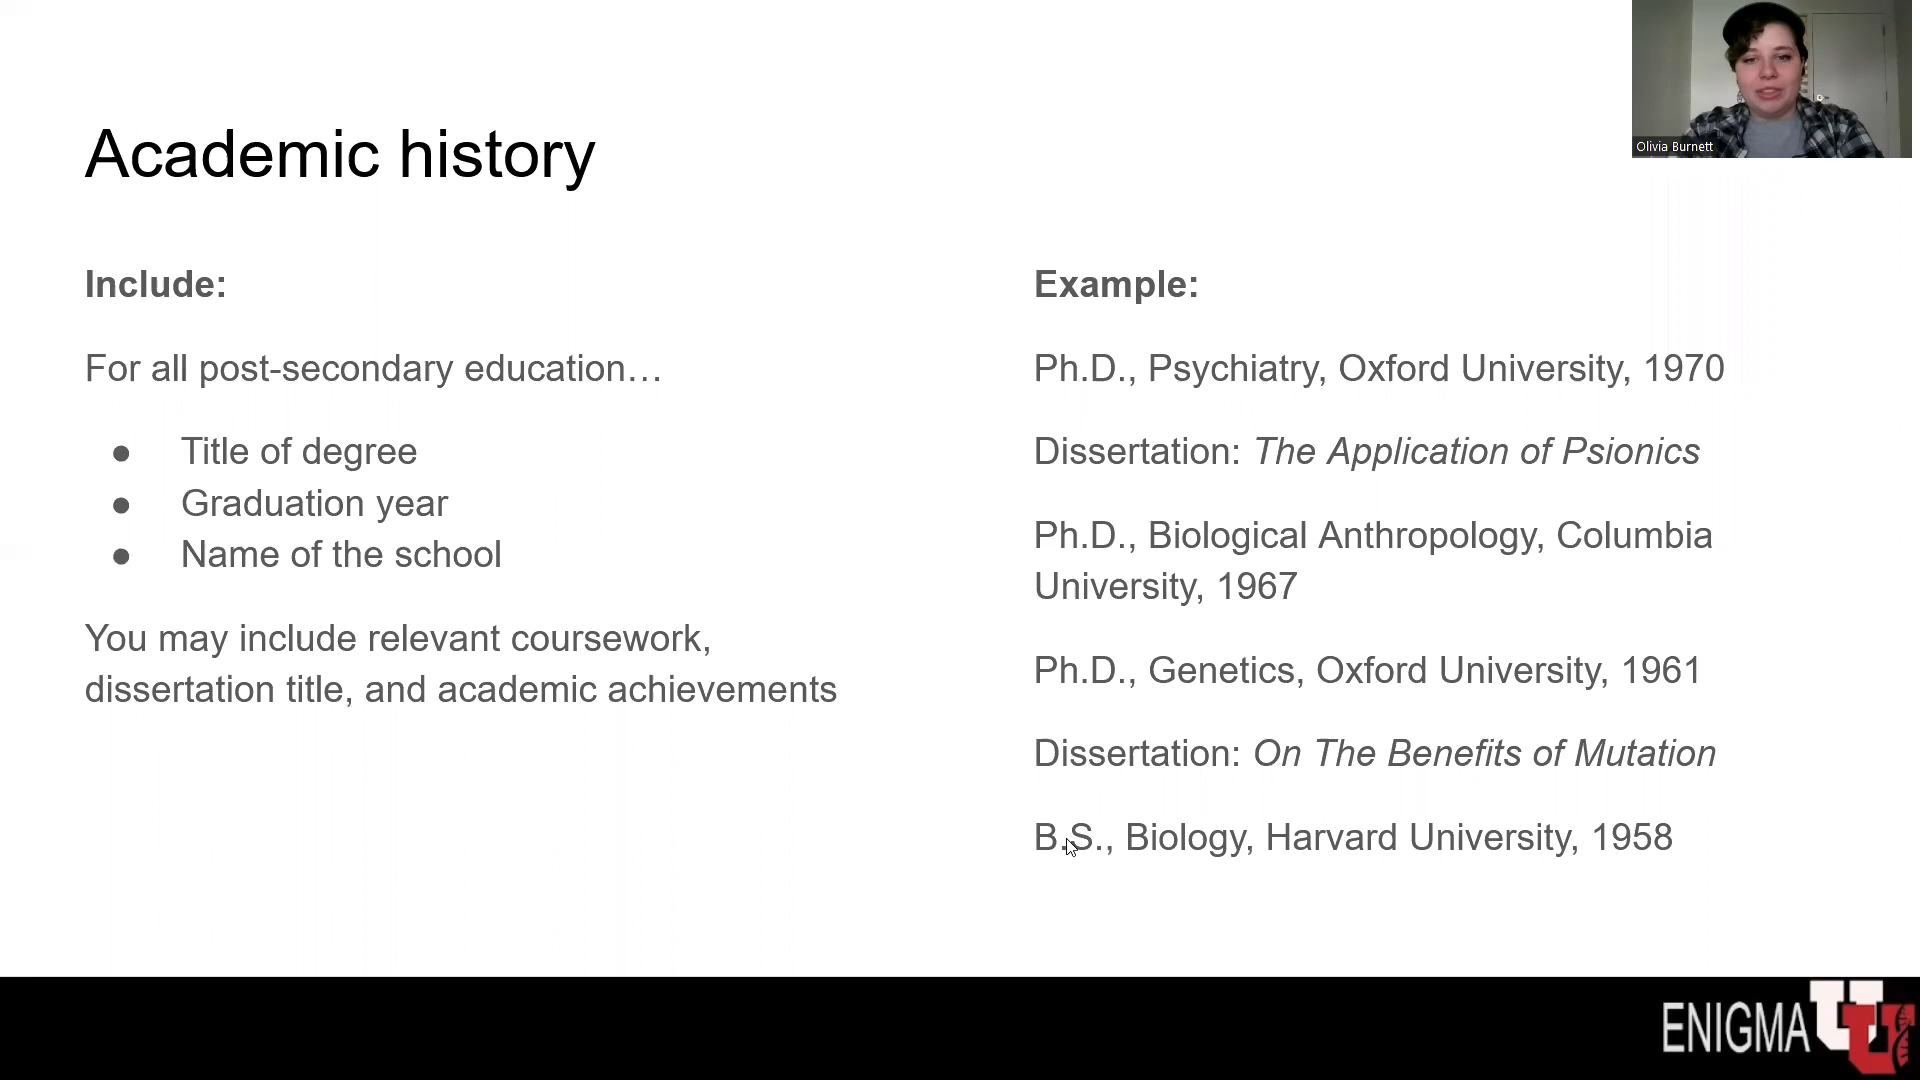 Olivia Burnett
Academic history
Include:
For all post-secondary education…
● Title of degree
● Graduation year
● Name of the school
You may include relevant coursework,
dissertation title, and academic achievements
Example:
Ph.D., Psychiatry, Oxford University, 1970
Dissertation: The Application of Psionics
Ph.D., Biological Anthropology, Columbia
University, 1967
Ph.D., Genetics, Oxford University, 1961
Dissertation: On The Benefits of Mutation
B.S., Biology, Harvard University, 1958
ENIGMA U